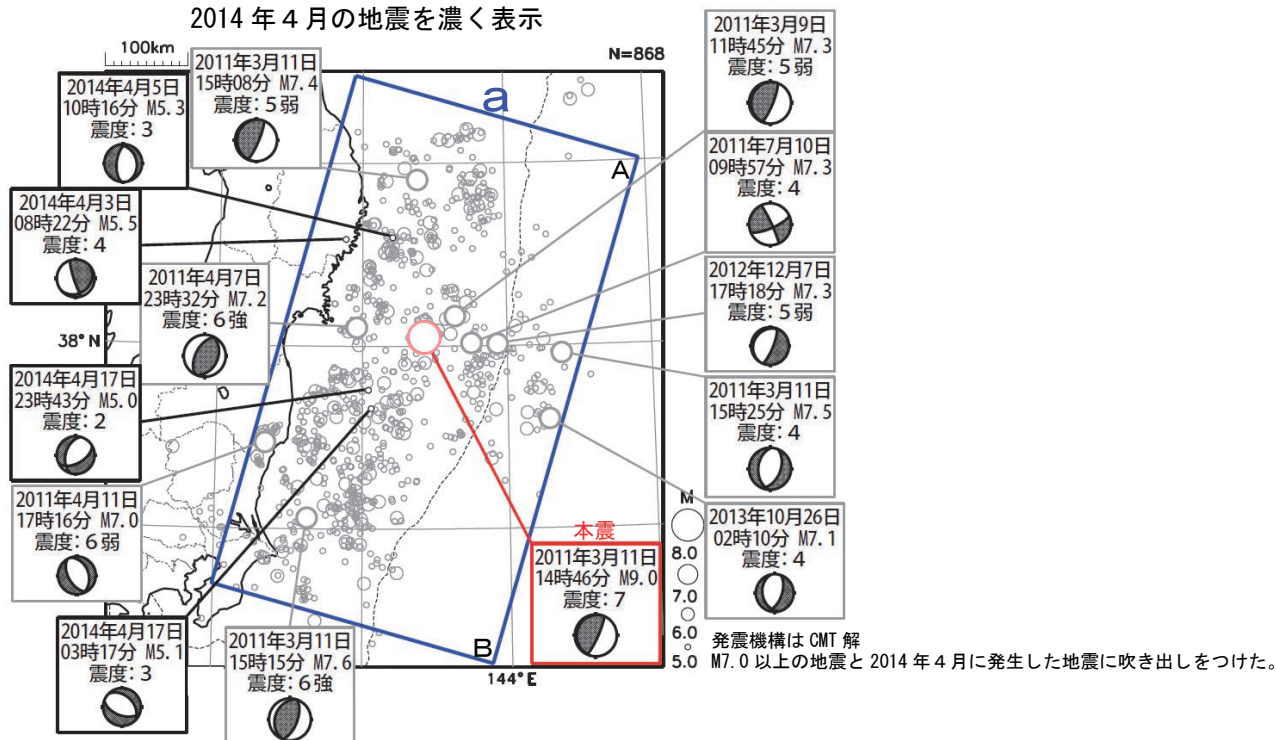 2014年4月の地震を濃く表示
100km
N=868
2011年3月9日
11時45分 M7.3
震度:5弱
2011年3月11日
15時08分 M7.4
震度:5弱
2014年4月5日
10時16分 M5.3
震度:3
a
A
2011年7月10日
09時57分 M7.3
震度:4
2014年4月3日
08時22分 M5.5
震度:4
2011年4月7日
23時32分 M7.2
震度:6強
2012年12月7日
17時18分 M7.3
震度:5弱
38°N
2014年4月17日
23時43分 M5.0
震度:2
2011年3月11日
15時25分 M7.5
震度:4
2011年4月11日
17時16分 M7.0
震度:6弱
M
8.0
7.0
6.0
5.0
2013年10月26日
02時10分 M7.1
震度:4
本震
2011年3月11日
14時46分 M9.0
震度:7
2014年4月17日
03時17分 M5.1
震度:3
2011年3月11日
15時15分 M7.6
震度:6強
B
144°E
発震機構はCMT解
M7.0以上の地震と2014年4月に発生した地震に吹き出しをつけた。